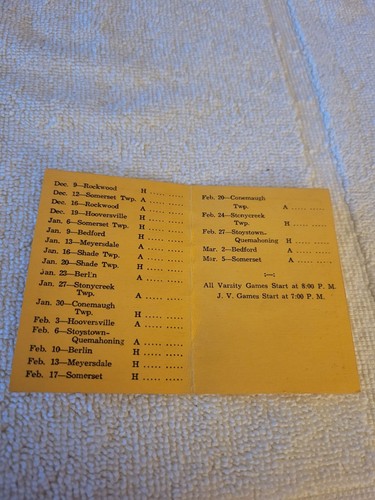 Dec. 9—Rockwood H ..... .....
Dec. 12—Somerset Twp. A ..... .....
Dec. 16—Rockwood A ..... .....
Dec. 19—Hooversville H ..... .....
Jan. 6—Somerset Twp. H ..... .....
Jan. 9—Bedford H ..... .....
Jan. 13—Meyersdale A ..... .....
Jan. 16—Shade Twp. A ..... .....
Jan. 20—Shade Twp. H ..... .....
Jan. 23—Berl'n A ..... .....
Jan. 27—Stonycreek
Twp. A ..... .....
Jan. 30—Conemaugh
Twp. H ..... .....
Feb. 3—Hooversville A ..... .....
Feb. 6—Stoystown-
Quemahoning A ..... .....
Feb. 10—Berlin H ..... .....
Feb. 13—Meyersdale H ..... .....
Feb. 17—Somerset H ..... .....
Feb. 20—Conemaugh
Twp. A ..... .....
Feb. 24—Stonycreek
Twp. H ..... .....
Feb. 27—Stoystown-
Quemahoning H ..... .....
Mar. 2—Bedford A ..... .....
Mar. 5—Somerset A ..... .....
:—:
All Varsity Games Start at 8:00 P. M.
J. V. Games Start at 7:00 P. M.